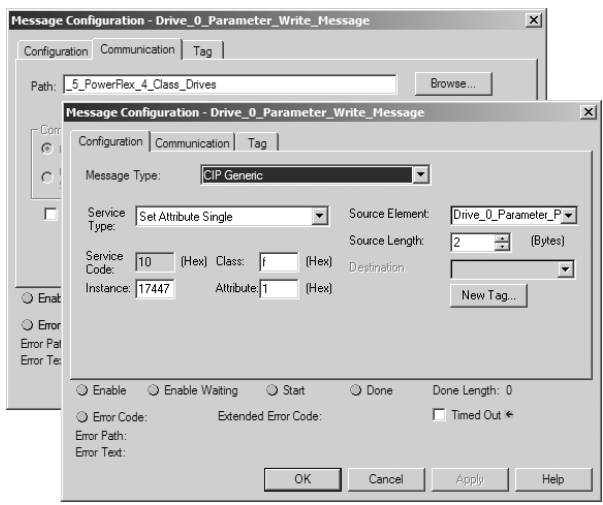 Message Configuration - Drive_0_Parameter_Write_Message
Configuration Communication Tag
Path: _5_PowerFlex_4_Class_Drives Browse...
Message Configuration - Drive_0_Parameter_Write_Message
Configuration Communication Tag
Message Type: CIP Generic
Service Type: Set Attribute Single Source Element: Drive_0_Parameter_P
Source Length: 2 (Bytes)
Service Code: 10 (Hex) Class: f (Hex) Destination
Instance: 17447 Attribute: 1 (Hex) New Tag...
Enable Enable Waiting Start Done Done Length: 0
Error Code: Extended Error Code: Timed Out
Error Path:
Error Text:
OK Cancel Apply Help